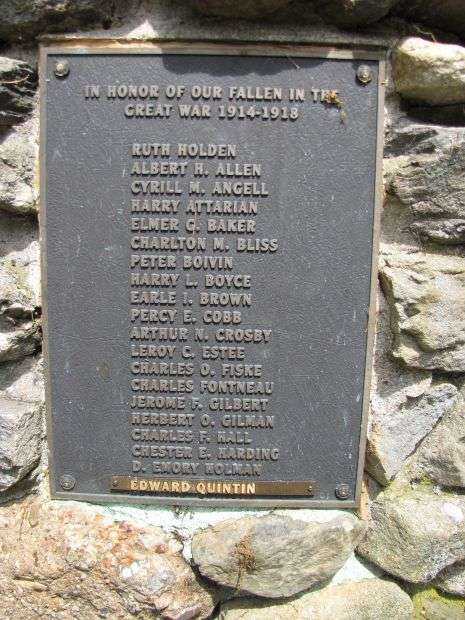 IN HONOR OF OUR FALLEN IN THE
GREAT WAR 1914-1918
RUTH HOLDEN
ALBERT H. ALLEN
CYRILL M. ANGELL
HARRY ATTARIAN
ELMER G. BAKER
CHARLTON M. BLISS
PETER BOIVIN
HARRY L. BOYCE
EARLE I. BROWN
PERCY E. COBB
ARTHUR N. CROSBY
LEROY C. ESTEE
CHARLES O. FISKE
CHARLES FONTNEAU
JEROME F. GILBERT
HERBERT O. GILMAN
CHARLES F. HALL
CHESTER E. HARDING
D. EMORY HOLMAN
EDWARD QUINTIN